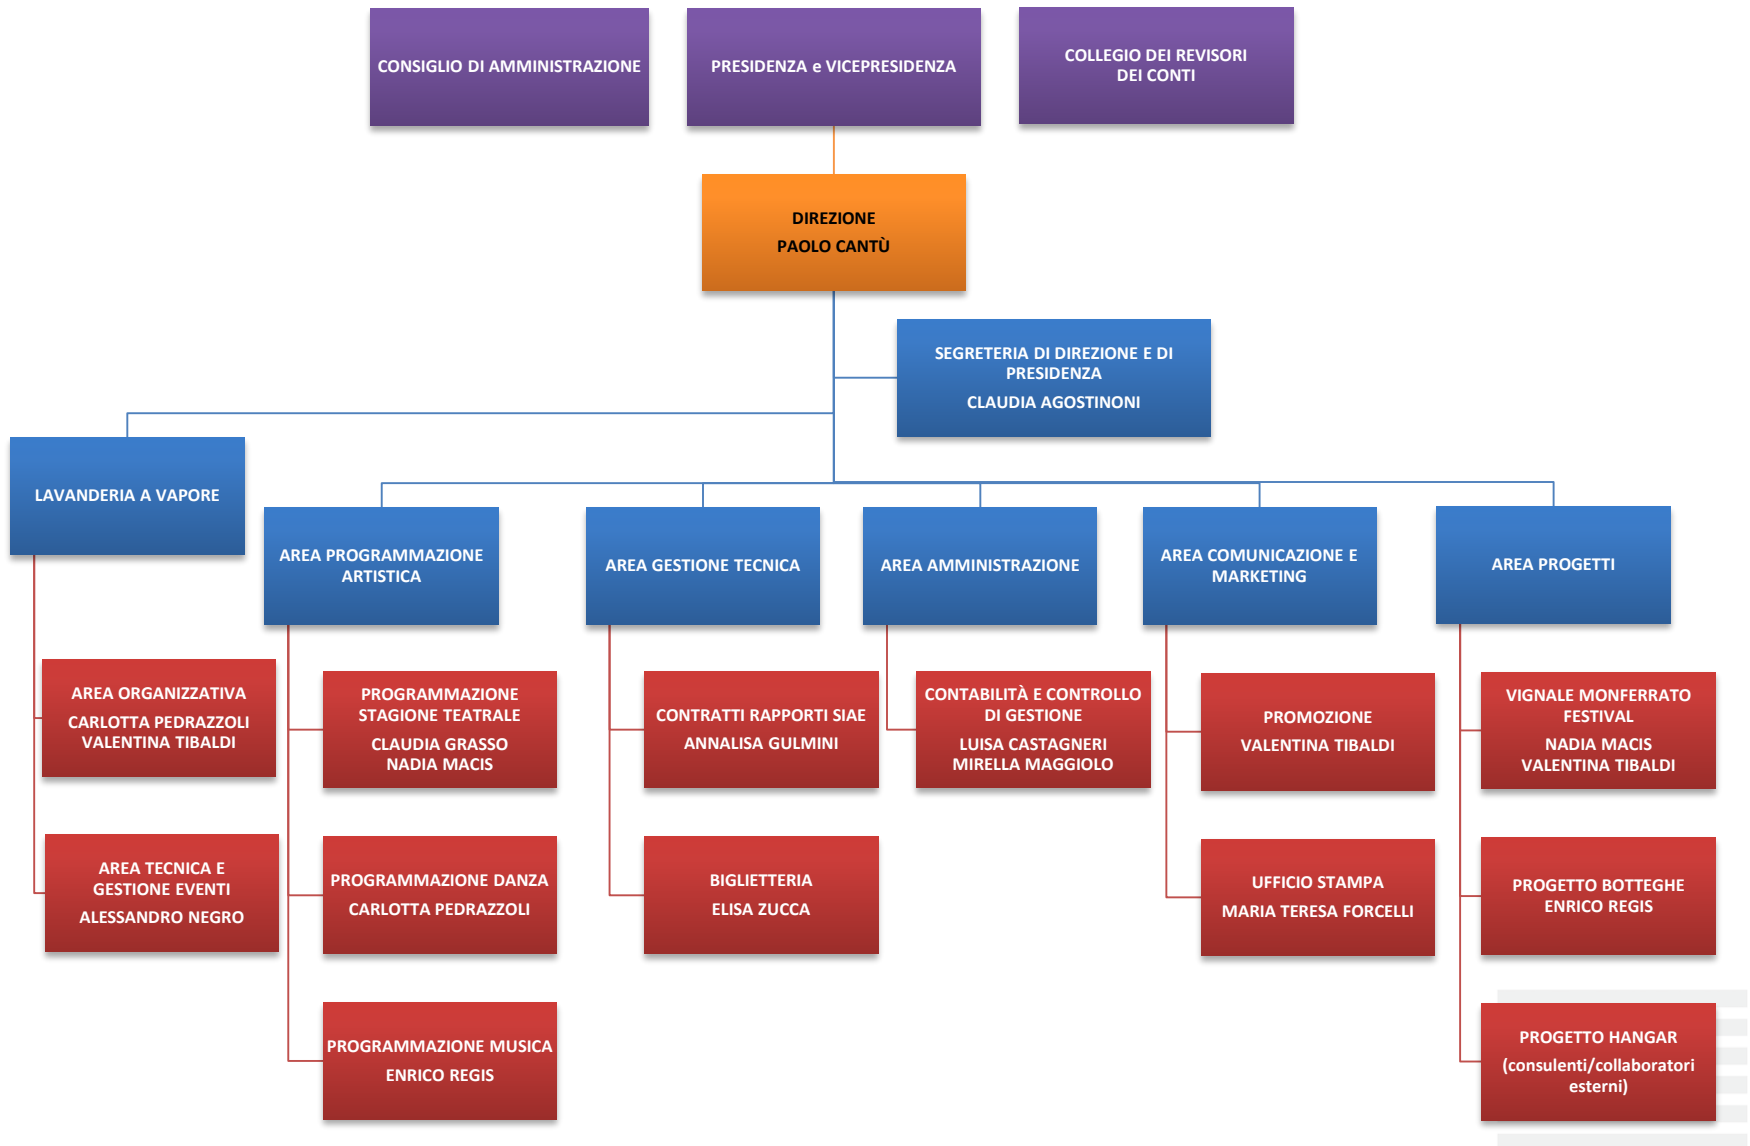 CONSIGLIO DI AMMINISTRAZIONE
PRESIDENZA e VICEPRESIDENZA
COLLEGIO DEI REVISORI
DEI CONTI
DIREZIONE
PAOLO CANTÙ
SEGRETERIA DI DIREZIONE E DI
PRESIDENZA
CLAUDIA AGOSTINONI
LAVANDERIA A VAPORE
AREA PROGRAMMAZIONE
ARTISTICA
AREA GESTIONE TECNICA
AREA AMMINISTRAZIONE
AREA COMUNICAZIONE E
MARKETING
AREA PROGETTI
AREA ORGANIZZATIVA
CARLOTTA PEDRAZZOLI
VALENTINA TIBALDI
PROGRAMMAZIONE
STAGIONE TEATRALE
CLAUDIA GRASSO
NADIA MACIS
CONTRATTI RAPPORTI SIAE
ANNALISA GULMINI
CONTABILITÀ E CONTROLLO
DI GESTIONE
LUISA CASTAGNERI
MIRELLA MAGGIOLO
PROMOZIONE
VALENTINA TIBALDI
VIGNALE MONFERRATO
FESTIVAL
NADIA MACIS
VALENTINA TIBALDI
AREA TECNICA E
GESTIONE EVENTI
ALESSANDRO NEGRO
PROGRAMMAZIONE DANZA
CARLOTTA PEDRAZZOLI
BIGLIETTERIA
ELISA ZUCCA
UFFICIO STAMPA
MARIA TERESA FORCELLI
PROGETTO BOTTEGHE
ENRICO REGIS
PROGRAMMAZIONE MUSICA
ENRICO REGIS
PROGETTO HANGAR
(consulenti/collaboratori
esterni)